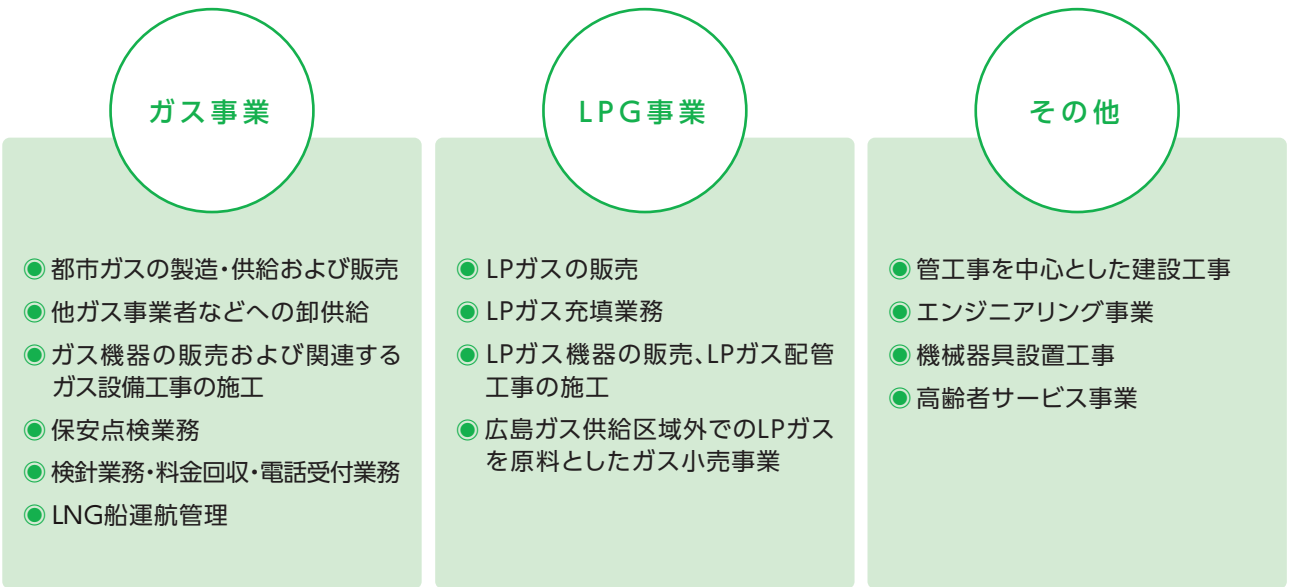 ガス事業
都市ガスの製造・供給および販売
他ガス事業者などへの卸供給
ガス機器の販売および関連する
ガス設備工事の施工
保安点検業務
検針業務・料金回収・電話受付業務
LNG船運航管理
LPG事業
LPガスの販売
LPガス充填業務
LPガス機器の販売、LPガス配管
工事の施工
広島ガス供給区域外でのLPガス
を原料としたガス小売事業
その他
管工事を中心とした建設工事
エンジニアリング事業
機械器具設置工事
高齢者サービス事業